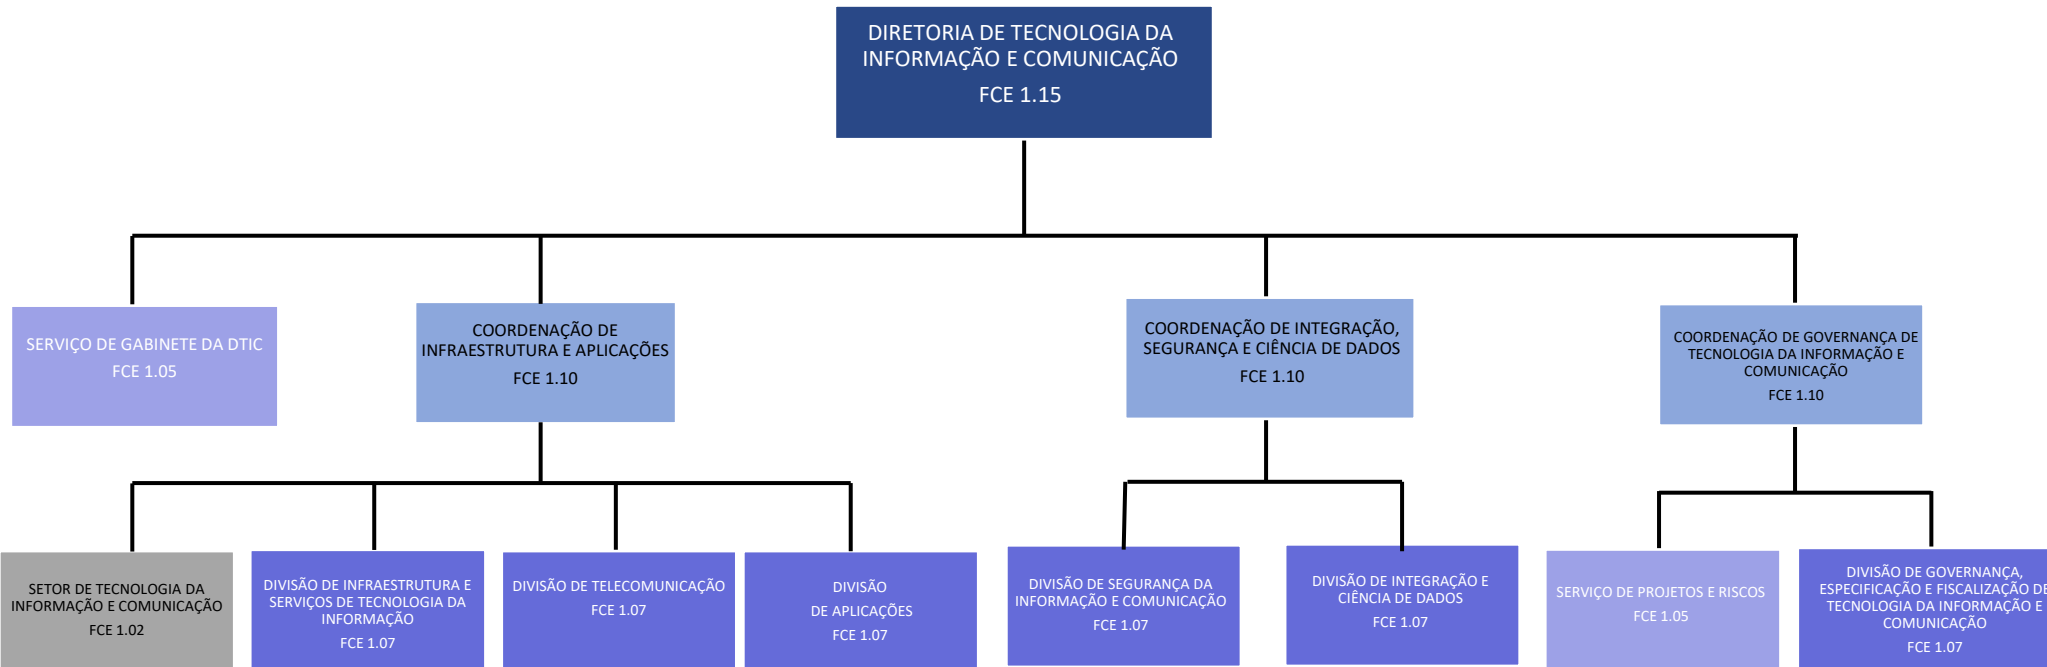 DIRETORIA DE TECNOLOGIA DA
INFORMAÇÃO E COMUNICAÇÃO
FCE 1.15
SERVIÇO DE GABINETE DA DTIC
FCE 1.05
COORDENAÇÃO DE
INFRAESTRUTURA E APLICAÇÕES
FCE 1.10
COORDENAÇÃO DE INTEGRAÇÃO,
SEGURANÇA E CIÊNCIA DE DADOS
FCE 1.10
COORDENAÇÃO DE GOVERNANÇA DE
TECNOLOGIA DA INFORMAÇÃO E
COMUNICAÇÃO
FCE 1.10
SETOR DE TECNOLOGIA DA
INFORMAÇÃO E COMUNICAÇÃO
FCE 1.02
DIVISÃO DE INFRAESTRUTURA E
SERVIÇOS DE TECNOLOGIA DA
INFORMAÇÃO
FCE 1.07
DIVISÃO DE TELECOMUNICAÇÃO
FCE 1.07
DIVISÃO
DE APLICAÇÕES
FCE 1.07
DIVISÃO DE SEGURANÇA DA
INFORMAÇÃO E COMUNICAÇÃO
FCE 1.07
DIVISÃO DE INTEGRAÇÃO E
CIÊNCIA DE DADOS
FCE 1.07
SERVIÇO DE PROJETOS E RISCOS
FCE 1.05
DIVISÃO DE GOVERNANÇA,
ESPECIFICAÇÃO E FISCALIZAÇÃO DE
TECNOLOGIA DA INFORMAÇÃO E
COMUNICAÇÃO
FCE 1.07